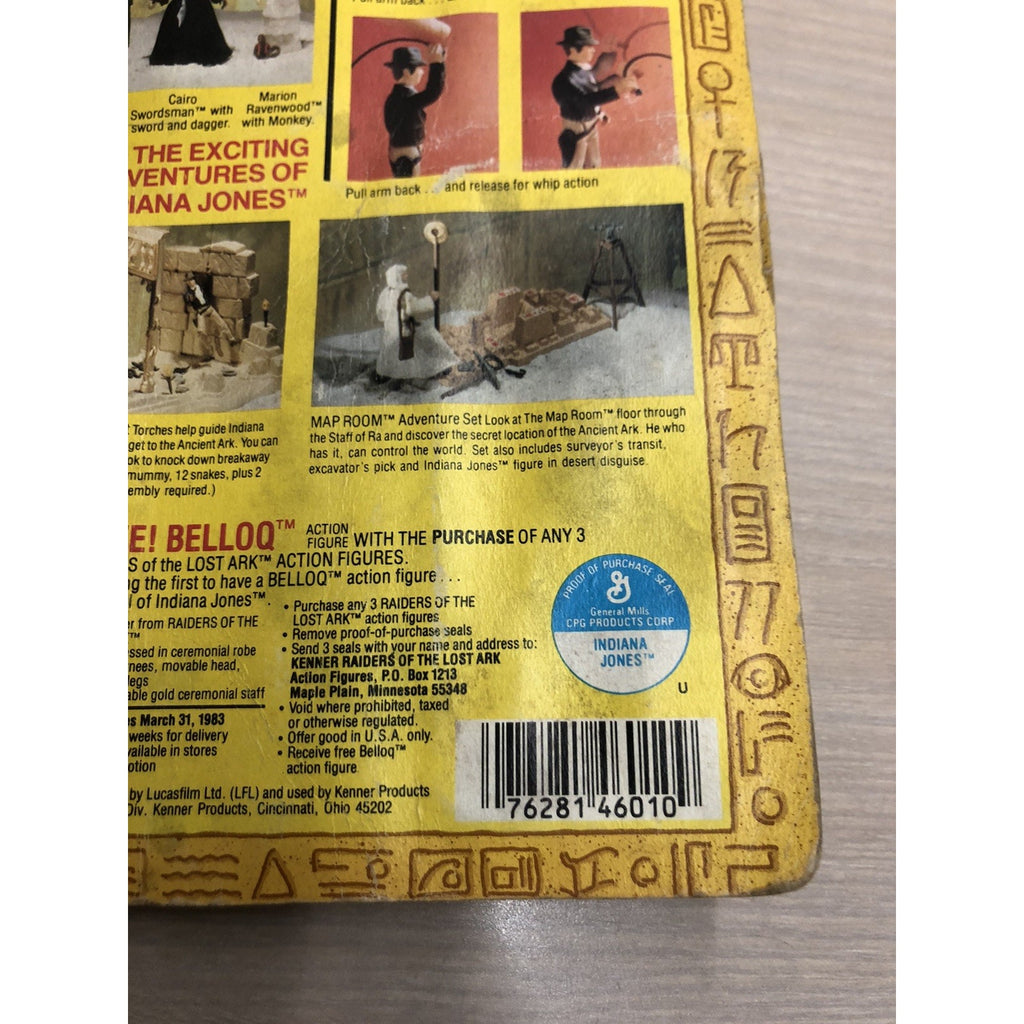 Pull arm back . . .
Cairo
Swordsman™ with
sword and dagger.
Marion
Ravenwood™
with Monkey.
THE EXCITING
VENTURES OF
IANA JONES™
Pull arm back . . . and release for whip action
Torches help guide Indiana
get to the Ancient Ark. You can
ok to knock down breakaway
mummy, 12 snakes, plus 2
embly required.)
MAP ROOM™ Adventure Set Look at The Map Room™ floor through
the Staff of Ra and discover the secret location of the Ancient Ark. He who
has it, can control the world. Set also includes surveyor's transit,
excavator's pick and Indiana Jones™ figure in desert disguise.
E! BELLOQ™ ACTION FIGURE WITH THE PURCHASE OF ANY 3
S of the LOST ARK™ ACTION FIGURES.
ng the first to have a BELLOQ™ action figure . . .
l of Indiana Jones™.
er from RAIDERS OF THE
™
ssed in ceremonial robe
nees, movable head,
legs
able gold ceremonial staff
es March 31, 1983
weeks for delivery
vailable in stores
otion
• Purchase any 3 RAIDERS OF THE
LOST ARK™ action figures
• Remove proof-of-purchase seals
• Send 3 seals with your name and address to:
KENNER RAIDERS OF THE LOST ARK
Action Figures, P.O. Box 1213
Maple Plain, Minnesota 55348
• Void where prohibited, taxed
or otherwise regulated.
• Offer good in U.S.A. only.
• Receive free Belloq™
action figure
PROOF OF PURCHASE SEAL
G
General Mills
CPG PRODUCTS CORP
INDIANA
JONES™
U
76281 46010
by Lucasfilm Ltd. (LFL) and used by Kenner Products
Div. Kenner Products, Cincinnati, Ohio 45202